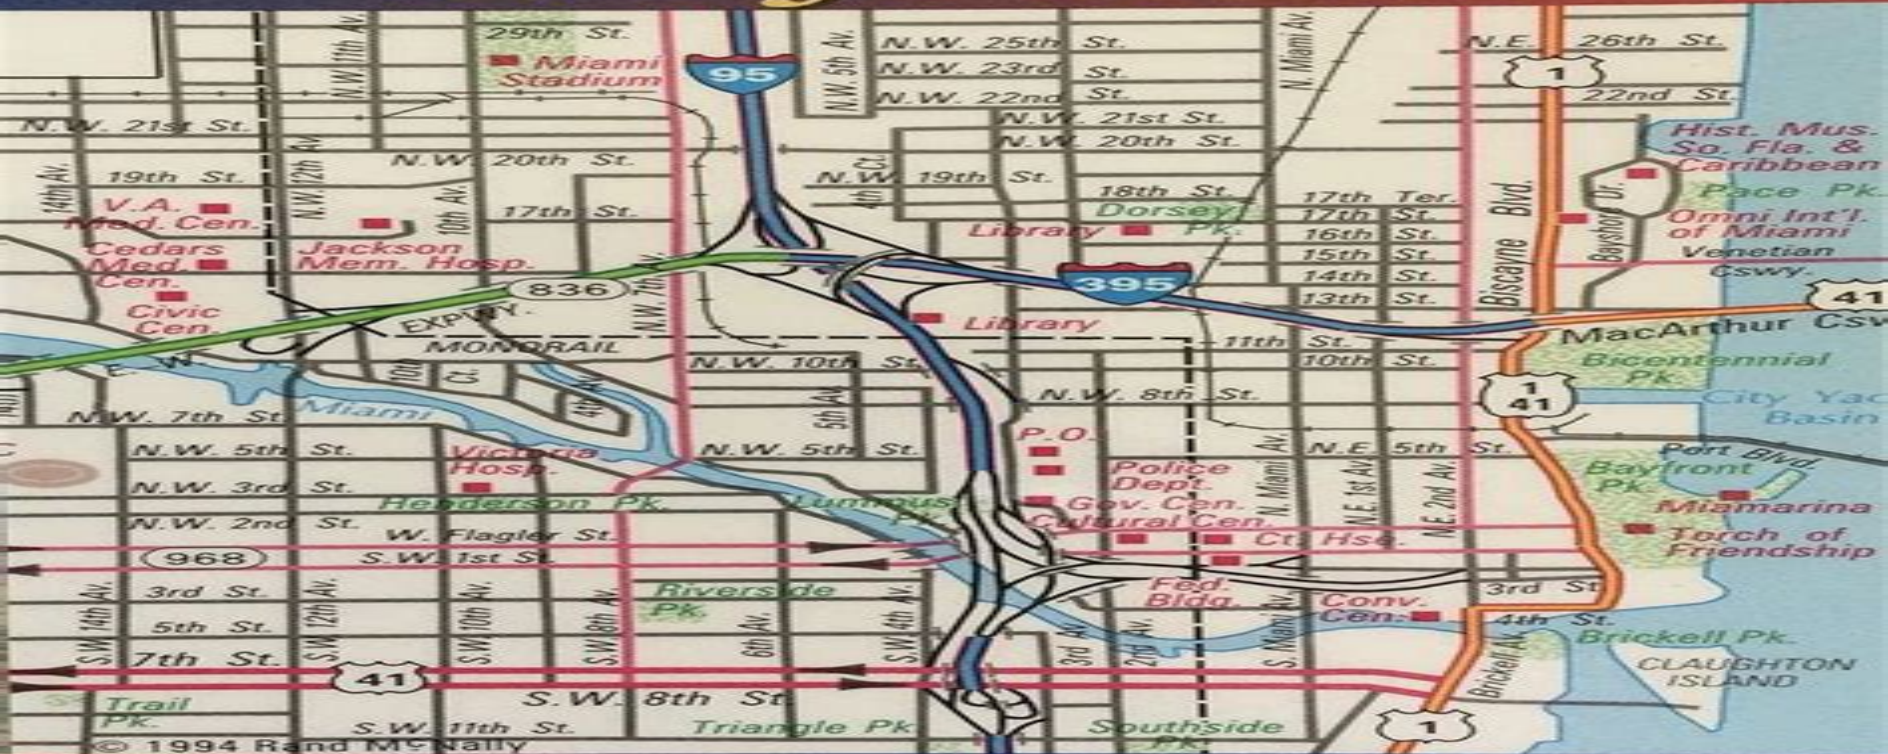 29th St.
Miami
Stadium
N.W. 11th Av.
95
N.W. 5th Av.
N.W. 25th St.
N.W. 23rd St.
N.W. 22nd St.
N.W. 21st St.
N.W. 20th St.
N. Miami Av.
N.E. 26th St.
1
22nd St.
Hist. Mus.
So. Fla. &
Caribbean
Pace Pk.
Omni Int'l.
of Miami
Venetian
Cswy.
N.W. 21st St.
N.W. 12th Av
N.W. 20th St.
14th Av.
19th St.
10th Av.
17th St.
V.A.
Med. Cen.
Cedars
Med.
Cen.
Civic
Cen.
Jackson
Mem. Hosp.
N.W. 19th St.
4th Ct.
18th St.
Dorsey
Pk.
Library
17th Ter.
17th St.
16th St.
15th St.
14th St.
13th St.
Biscayne Blvd.
Bayshore Dr.
836
EXPWY.
E. W.
N.W. 7th Av.
395
41
MacArthur Csw
Library
MONORAIL
11th St.
10th St.
Bicentennial
Pk.
N.W. 10th St.
10th Ct.
4th
5th Av.
N.W. 8th St.
1
41
City Yac
Basin
N.W. 7th St.
Miami
N.W. 5th St.
Victoria
Hosp.
N.W. 5th St.
P.O.
N.E. 5th St.
Port Blvd.
Bayfront
Pk.
Miamarina
Torch of
Friendship
N.W. 3rd St.
Henderson Pk.
Lummus
Pk.
Police
Dept.
Gov. Cen.
Cultural Cen.
N. Miami Av.
N.E. 1st Av.
N.E. 2nd Av.
Ct. Hse.
N.W. 2nd St.
W. Flagler St.
968
S.W. 1st St.
3rd St.
Riverside
Pk.
Fed.
Bldg.
Conv.
Cen.
3rd St.
4th St.
Brickell Pk.
S.W. 14th Av.
S.W. 12th Av.
S.W. 10th Av.
S.W. 8th Av.
6th Av.
S.W. 4th Av.
3rd Av
2nd Av.
S. Miami Av.
Brickell Av.
5th St.
7th St.
41
CLAUGHTON
ISLAND
S.W. 8th St.
Trail
Pk.
S.W. 11th St.
Triangle Pk
Southside
Pk.
1
© 1994 Rand McNally